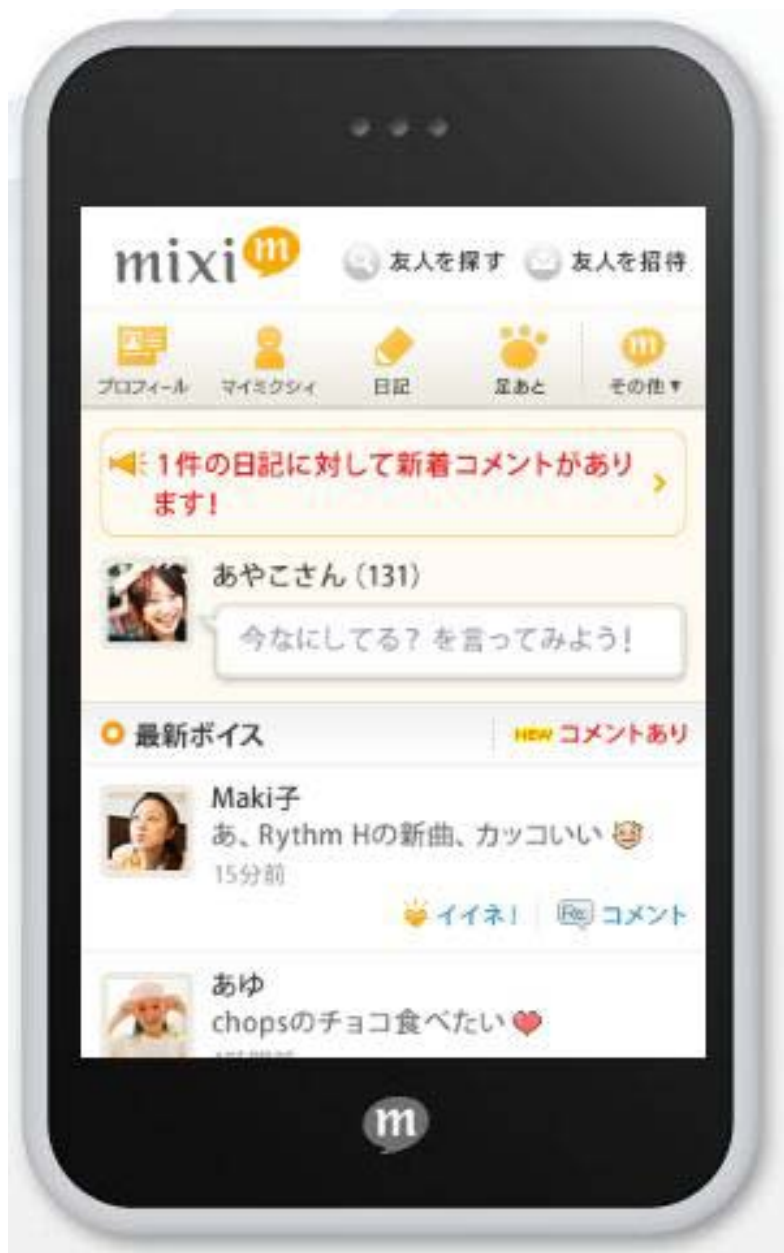 mixi m
友人を探す 友人を招待
プロフィール マイミクシィ 日記 足あと その他▼
1件の日記に対して新着コメントがあり
ます!
あやこさん (131)
今なにしてる? を言ってみよう!
最新ボイス NEW コメントあり
Maki子
あ、Rythm Hの新曲、カッコいい
15分前
イイネ! Re: コメント
あゆ
chopsのチョコ食べたい
m